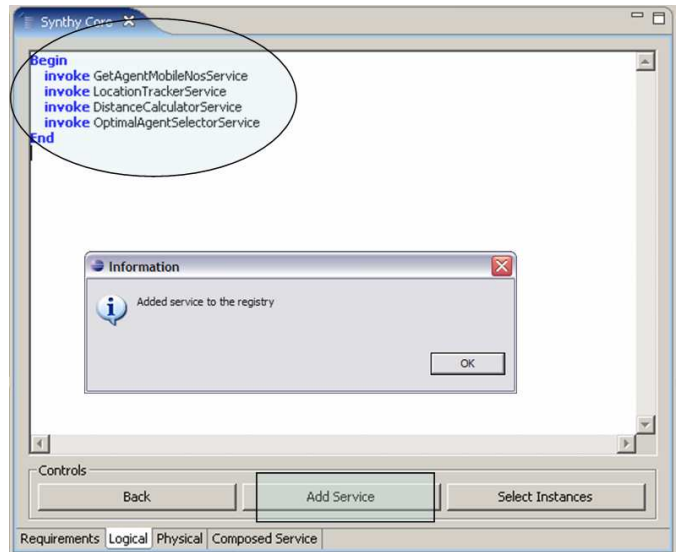 Synthy Core
Begin
invoke GetAgentMobileNosService
invoke LocationTrackerService
invoke DistanceCalculatorService
invoke OptimalAgentSelectorService
End
Information
Added service to the registry
OK
Controls
Back Add Service Select Instances
Requirements Logical Physical Composed Service